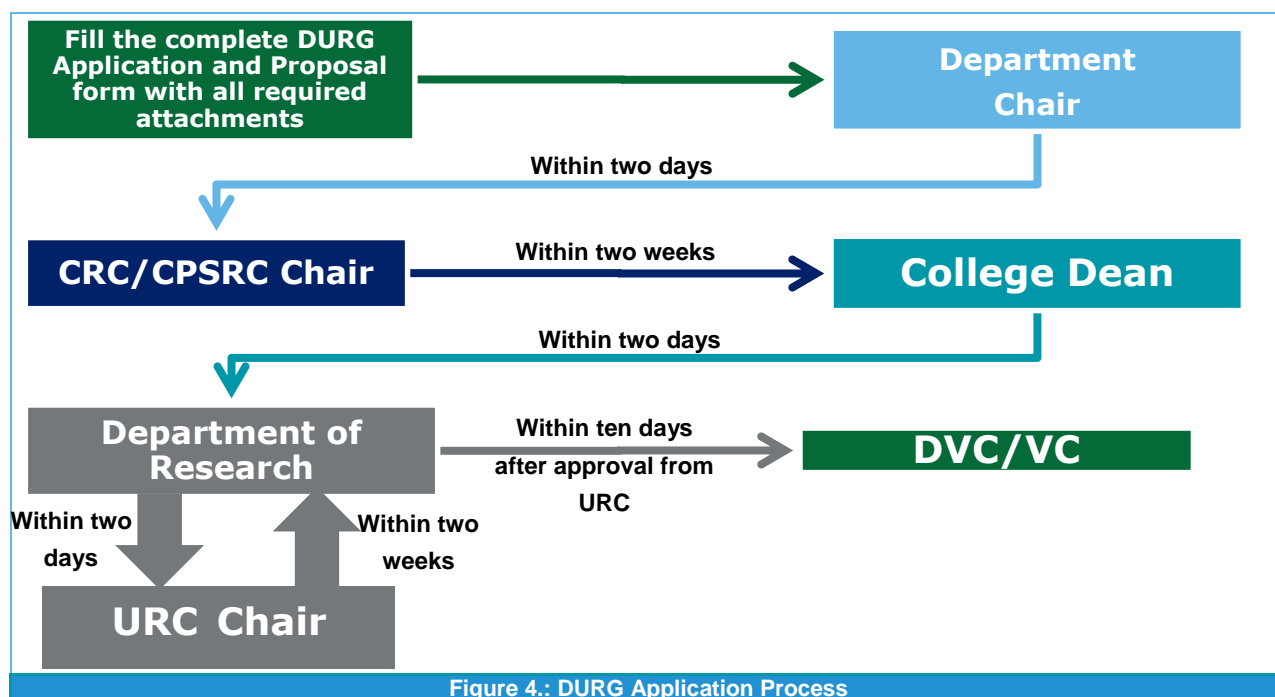 Fill the complete DURG
Application and Proposal
form with all required
attachments
Department
Chair
Within two days
CRC/CPSRC Chair
Within two weeks
College Dean
Within two days
Department of
Research
Within ten days
after approval from
URC
DVC/VC
Within two
days
Within two
weeks
URC Chair
Figure 4.: DURG Application Process